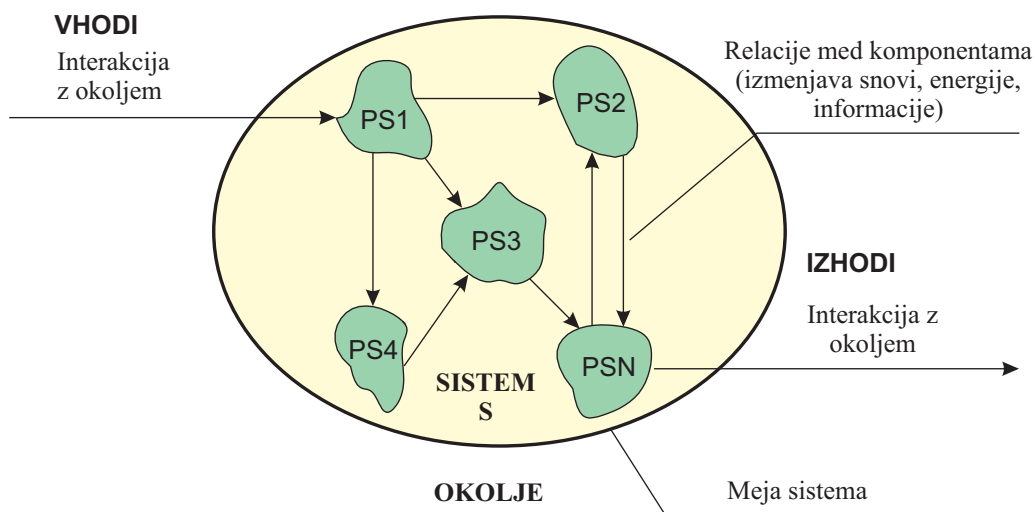 VHODI
Interakcija
z okoljem
Relacije med komponentama
(izmenjava snovi, energije,
informacije)
PS1
PS2
PS3
PS4
PSN
SISTEM
S
IZHODI
Interakcija z
okoljem
OKOLJE
Meja sistema